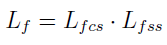 L_f = L_{fcs} · L_{fss}